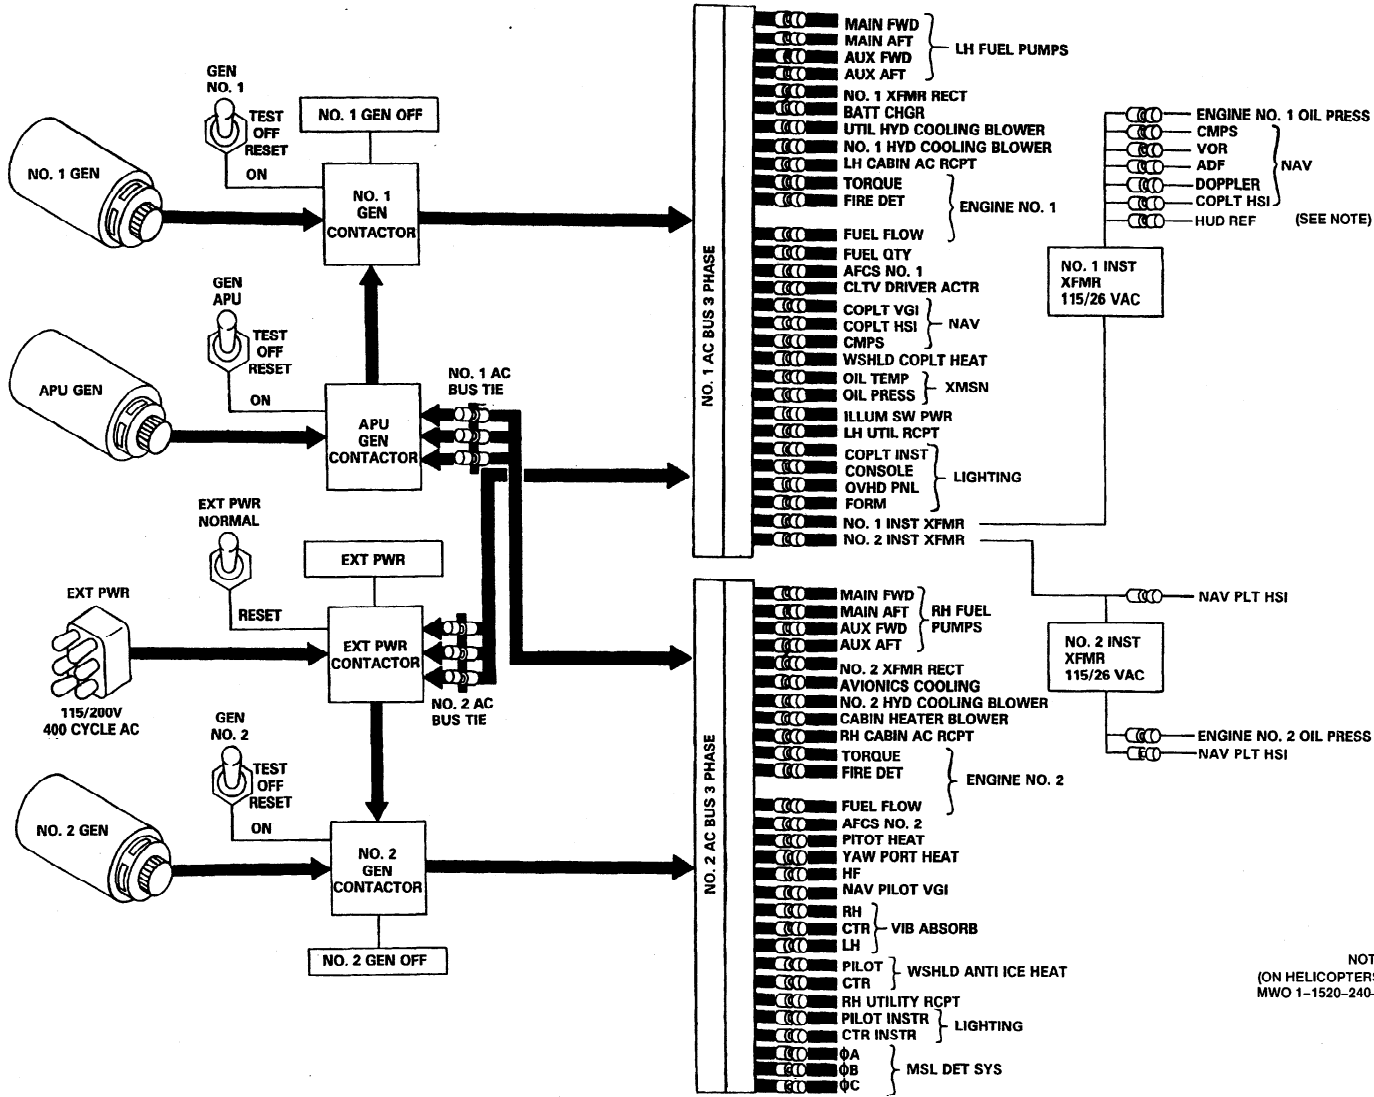 GEN
NO. 1
TEST
OFF
RESET
ON
NO. 1 GEN OFF
NO. 1 GEN
NO. 1
GEN
CONTACTOR
GEN
APU
TEST
OFF
RESET
ON
APU GEN
APU
GEN
CONTACTOR
NO. 1 AC
BUS TIE
EXT PWR
NORMAL
RESET
EXT PWR
EXT PWR
115/200V
400 CYCLE AC
EXT PWR
CONTACTOR
NO. 2 AC
BUS TIE
GEN
NO. 2
TEST
OFF
RESET
ON
NO. 2 GEN
NO. 2
GEN
CONTACTOR
NO. 2 GEN OFF
NO. 1 AC BUS 3 PHASE
MAIN FWD
MAIN AFT
AUX FWD
AUX AFT
LH FUEL PUMPS
NO. 1 XFMR RECT
BATT CHGR
UTIL HYD COOLING BLOWER
NO. 1 HYD COOLING BLOWER
LH CABIN AC RCPT
TORQUE
FIRE DET
FUEL FLOW
ENGINE NO. 1
FUEL QTY
AFCS NO. 1
CLTV DRIVER ACTR
COPLT VGI
COPLT HSI
CMPS
NAV
WSHLD COPLT HEAT
OIL TEMP
OIL PRESS
XMSN
ILLUM SW PWR
LH UTIL RCPT
COPLT INST
CONSOLE
OVHD PNL
FORM
LIGHTING
NO. 1 INST XFMR
NO. 2 INST XFMR
NO. 2 AC BUS 3 PHASE
MAIN FWD
MAIN AFT
AUX FWD
AUX AFT
RH FUEL
PUMPS
NO. 2 XFMR RECT
AVIONICS COOLING
NO. 2 HYD COOLING BLOWER
CABIN HEATER BLOWER
RH CABIN AC RCPT
TORQUE
FIRE DET
FUEL FLOW
ENGINE NO. 2
AFCS NO. 2
PITOT HEAT
YAW PORT HEAT
HF
NAV PILOT VGI
RH
CTR
LH
VIB ABSORB
PILOT
CTR
WSHLD ANTI ICE HEAT
RH UTILITY RCPT
PILOT INSTR
CTR INSTR
LIGHTING
ϕA
ϕB
ϕC
MSL DET SYS
ENGINE NO. 1 OIL PRESS
CMPS
VOR
ADF
DOPPLER
COPLT HSI
NAV
HUD REF (SEE NOTE)
NO. 1 INST
XFMR
115/26 VAC
NAV PLT HSI
NO. 2 INST
XFMR
115/26 VAC
ENGINE NO. 2 OIL PRESS
NAV PLT HSI
NOT
(ON HELICOPTERS
MWO 1-1520-240-